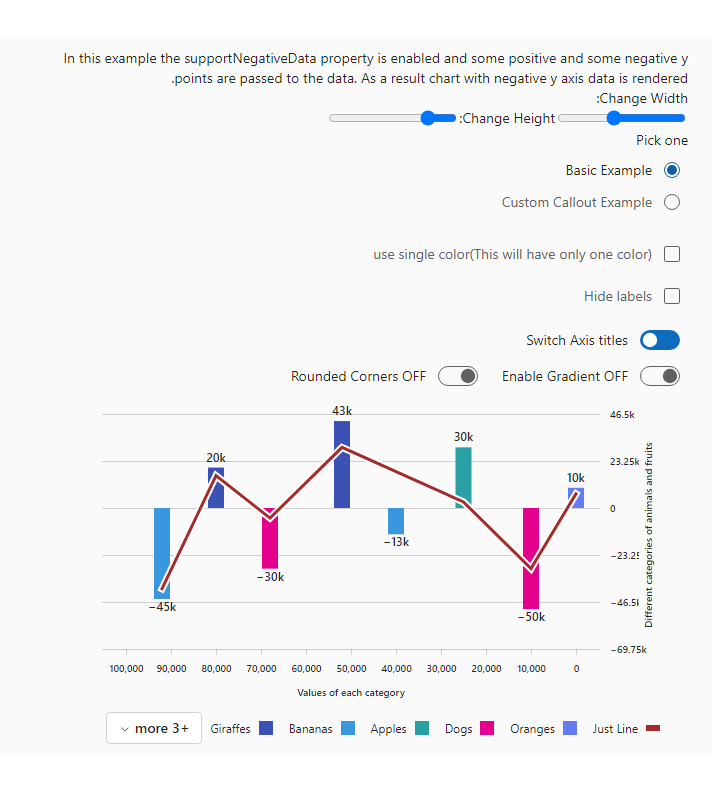 In this example the supportNegativeData property is enabled and some positive and some negative y
.points are passed to the data. As a result chart with negative y axis data is rendered
:Change Width
:Change Height
Pick one
Basic Example
Custom Callout Example
use single color(This will have only one color)
Hide labels
Switch Axis titles
Rounded Corners OFF
Enable Gradient OFF
43k
46.5k
30k
20k
23.25k
10k
0
−13k
−23.25
−30k
−45k
−46.5k
−50k
−69.75k
Different categories of animals and fruits
100,000 90,000 80,000 70,000 60,000 50,000 40,000 30,000 20,000 10,000 0
Values of each category
more 3+ Giraffes Bananas Apples Dogs Oranges Just Line